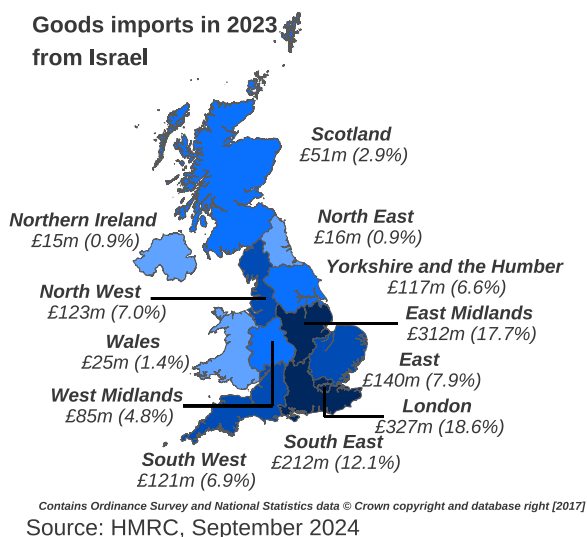 Goods imports in 2023
from Israel
Scotland
£51m (2.9%)
Northern Ireland
£15m (0.9%)
North East
£16m (0.9%)
Yorkshire and the Humber
£117m (6.6%)
North West
£123m (7.0%)
East Midlands
£312m (17.7%)
Wales
£25m (1.4%)
East
£140m (7.9%)
West Midlands
£85m (4.8%)
London
£327m (18.6%)
South East
£212m (12.1%)
South West
£121m (6.9%)
Contains Ordinance Survey and National Statistics data © Crown copyright and database right [2017]
Source: HMRC, September 2024